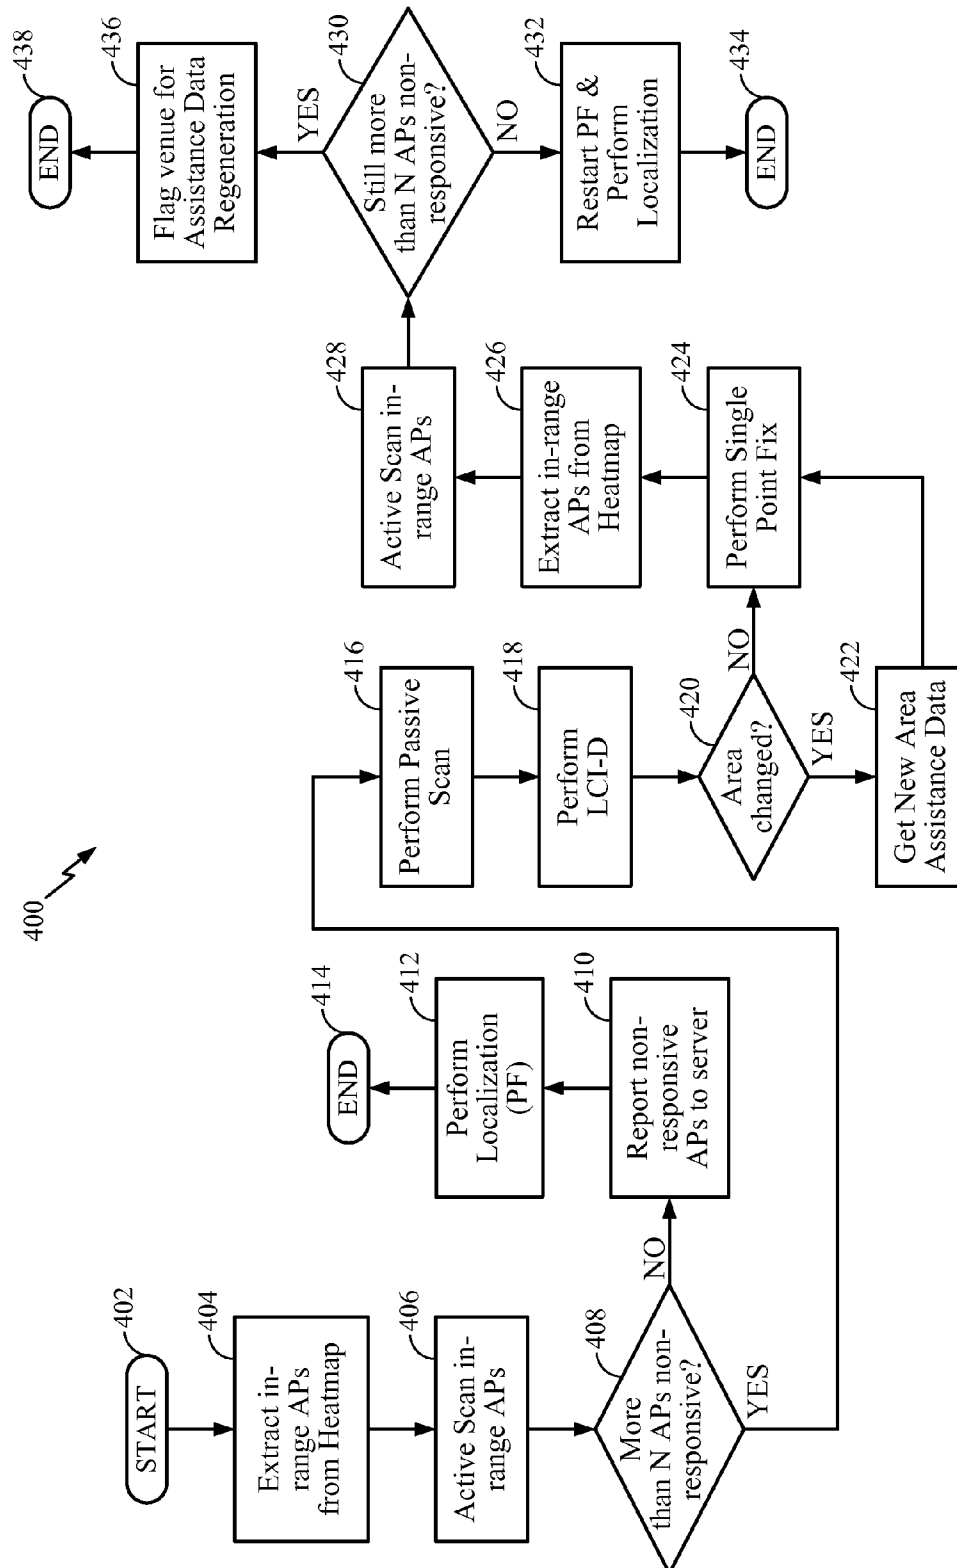 400
402
START
404
Extract in-
range APs
from Heatmap
406
Active Scan in-
range APs
408
More
than N APs non-
responsive?
NO
YES
410
Report non-
responsive
APs to server
412
Perform
Localization
(PF)
414
END
416
Perform Passive
Scan
418
Perform
LCI-D
420
Area
changed?
NO
YES
422
Get New Area
Assistance Data
424
Perform Single
Point Fix
426
Extract in-range
APs from
Heatmap
428
Active Scan in-
range APs
430
Still more
than N APs non-
responsive?
YES
NO
432
Restart PF &
Perform
Localization
434
END
436
Flag venue for
Assistance Data
Regeneration
438
END